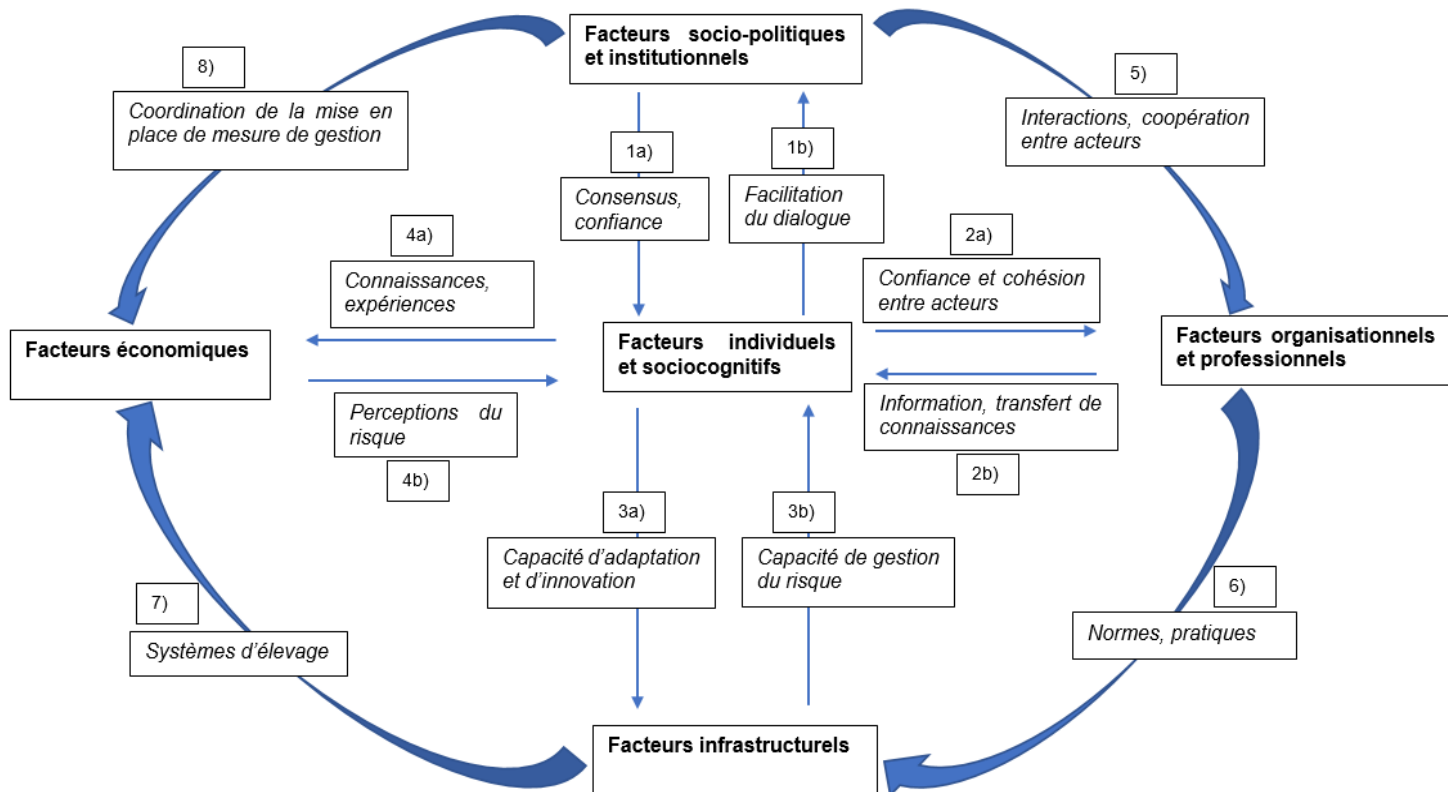 Facteurs socio-politiques
et institutionnels
8)
Coordination de la mise en
place de mesure de gestion
5)
Interactions, coopération
entre acteurs
1a)
Consensus,
confiance
1b)
Facilitation
du dialogue
4a)
Connaissances,
expériences
2a)
Confiance et cohésion
entre acteurs
Facteurs économiques
Facteurs individuels
et sociocognitifs
Facteurs organisationnels
et professionnels
Perceptions du
risque
4b)
Information, transfert de
connaissances
2b)
3a)
Capacité d’adaptation
et d’innovation
3b)
Capacité de gestion
du risque
7)
Systèmes d’élevage
6)
Normes, pratiques
Facteurs infrastructurels